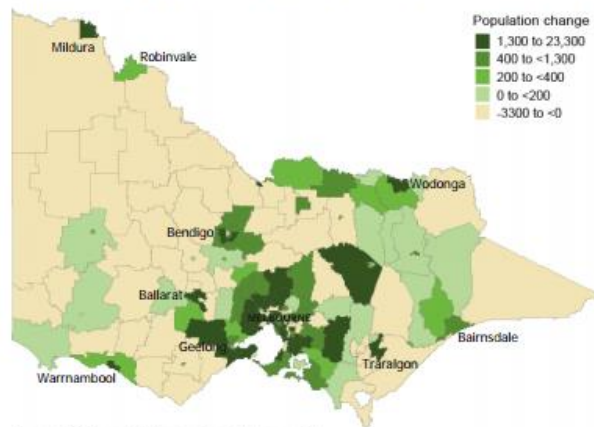 Population change
1,300 to 23,300
400 to <1,300
200 to <400
0 to <200
-3300 to <0
Mildura
Robinvale
Wodonga
Bendigo
Ballarat
MELBOURNE
Geelong
Bairnsdale
Traralgon
Warrnambool